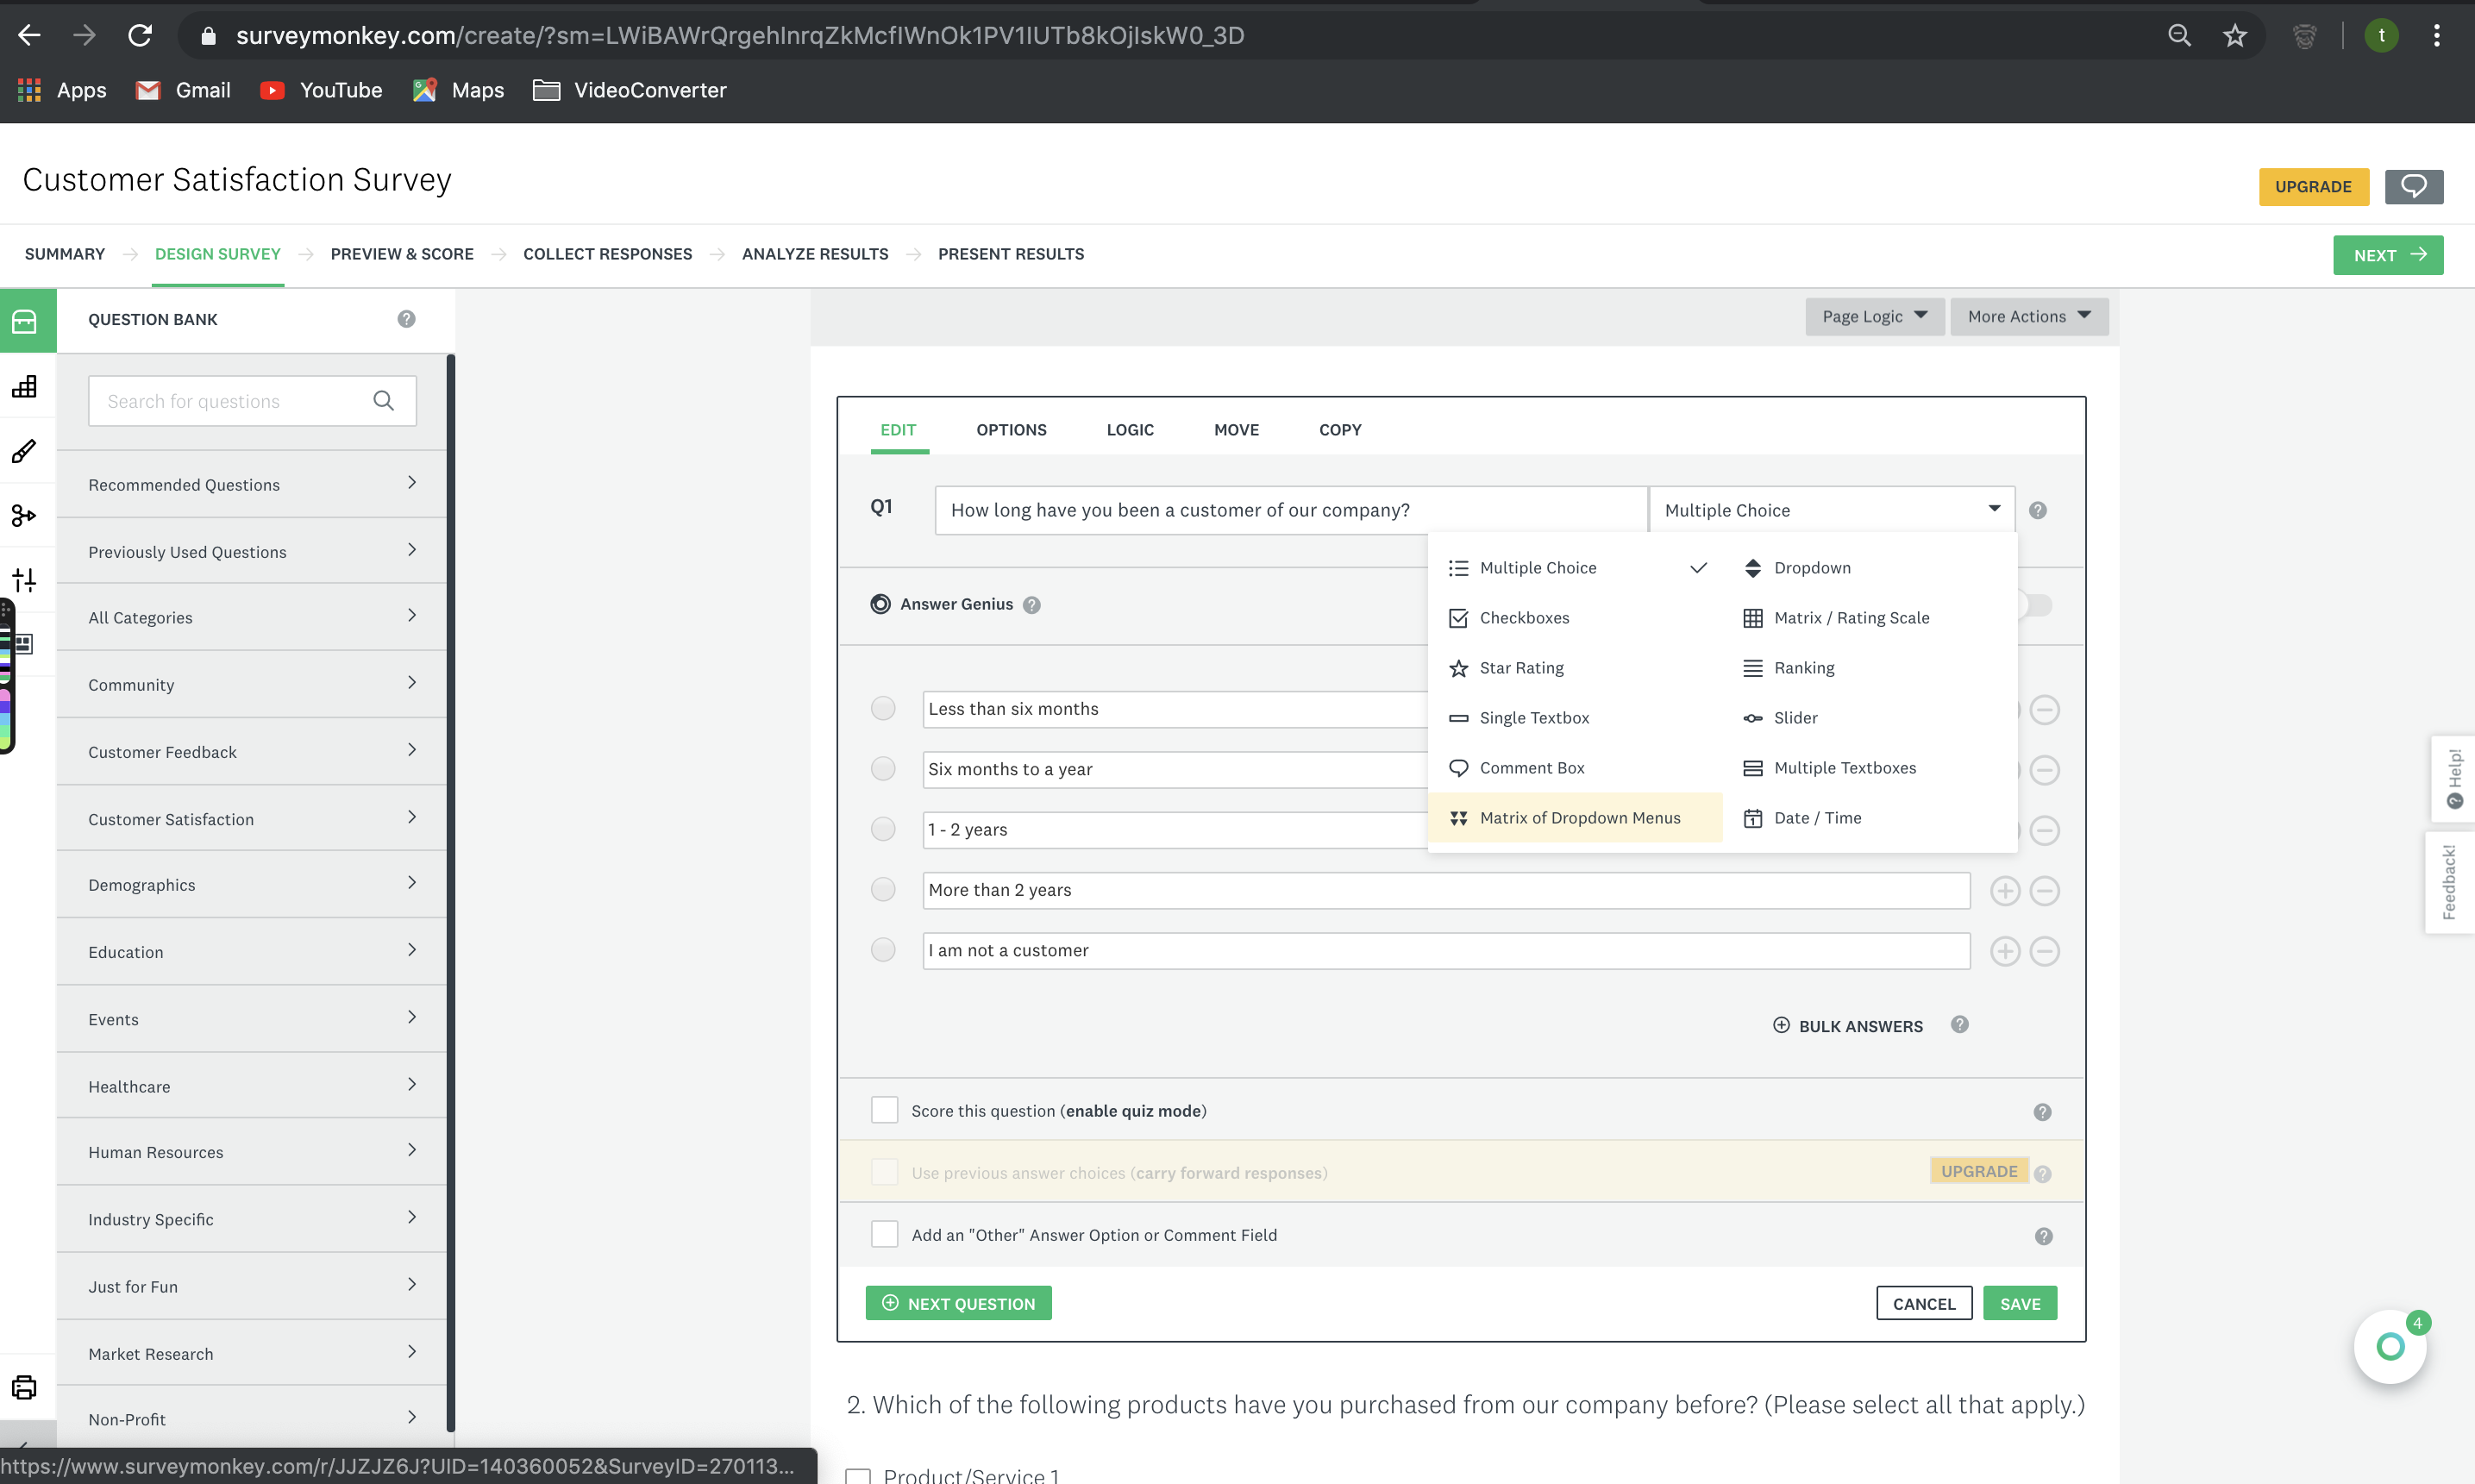 surveymonkey.com/create/?sm=LWiBAWrQrgehInrqZkMcfIWnOk1PV1IUTb8kOjIskW0_3D
t
Apps
Gmail
YouTube
Maps
VideoConverter
Customer Satisfaction Survey
UPGRADE
SUMMARY
DESIGN SURVEY
PREVIEW & SCORE
COLLECT RESPONSES
ANALYZE RESULTS
PRESENT RESULTS
NEXT
QUESTION BANK
?
Search for questions
Recommended Questions
Previously Used Questions
All Categories
Community
Customer Feedback
Customer Satisfaction
Demographics
Education
Events
Healthcare
Human Resources
Industry Specific
Just for Fun
Market Research
Non-Profit
https://www.surveymonkey.com/r/JJZJZ6J?UID=140360052&SurveyID=270113...
Page Logic
More Actions
EDIT
OPTIONS
LOGIC
MOVE
COPY
Q1
How long have you been a customer of our company?
Multiple Choice
?
Answer Genius
?
Multiple Choice
Dropdown
Checkboxes
Matrix / Rating Scale
Star Rating
Ranking
Single Textbox
Slider
Comment Box
Multiple Textboxes
Matrix of Dropdown Menus
1
Date / Time
Less than six months
Six months to a year
1 - 2 years
More than 2 years
I am not a customer
BULK ANSWERS
?
Score this question (enable quiz mode)
?
Use previous answer choices (carry forward responses)
UPGRADE
?
Add an "Other" Answer Option or Comment Field
?
NEXT QUESTION
CANCEL
SAVE
2. Which of the following products have you purchased from our company before? (Please select all that apply.)
Product/Service 1
? Help!
Feedback!
4